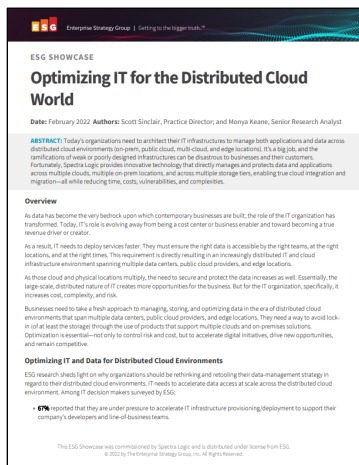 ESG Enterprise Strategy Group | Getting to the bigger truth.™
ESG SHOWCASE
Optimizing IT for the Distributed Cloud
World
Date: February 2022 Authors: Scott Sinclair, Practice Director; and Monya Keane, Senior Research Analyst
ABSTRACT: Today's organizations need to architect their IT infrastructures to manage both applications and data across
distributed cloud environments (on-prem, public cloud, multi-cloud, and edge locations). It's a big job, and the
ramifications of weak or poorly designed infrastructures can be disastrous to businesses and their customers.
Fortunately, Spectra Logic provides innovative technology that directly manages and protects data and applications
across multiple clouds, multiple on-prem locations, and across multiple storage tiers, enabling true cloud integration and
migration—all while reducing time, costs, vulnerabilities, and complexities.
Overview
As data has become the very bedrock upon which contemporary businesses are built, the role of the IT organization has
transformed. Today, IT's role is evolving away from being a cost center or business enabler and toward becoming a true
revenue driver or creator.
As a result, IT needs to deploy services faster. They must ensure the right data is accessible by the right teams, at the right
locations, and at the right times. This requirement is directly resulting in an increasingly distributed IT and cloud
infrastructure environment spanning multiple data centers, public cloud providers, and edge locations.
As those cloud and physical locations multiply, the need to secure and protect the data increases as well. Essentially, the
large-scale, distributed nature of IT creates more opportunities for the business. But for the IT organization, specifically, it
increases cost, complexity, and risk.
Businesses need to take a fresh approach to managing, storing, and optimizing data in the era of distributed cloud
environments that span multiple data centers, public cloud providers, and edge locations. They need a way to avoid lock-
in (of at least the storage) through the use of products that support multiple clouds and on-premises solutions.
Optimization is essential—not only to control risk and cost, but to accelerate digital initiatives, drive new opportunities,
and remain competitive.
Optimizing IT and Data for Distributed Cloud Environments
ESG research sheds light on why organizations should be rethinking and retooling their data-management strategy in
regard to their distributed cloud environments. IT needs to accelerate data access at scale across the distributed cloud
environment. Among IT decision makers surveyed by ESG:
• 67% reported that they are under pressure to accelerate IT infrastructure provisioning/deployment to support their
company's developers and line-of-business teams.
This ESG Showcase was commissioned by Spectra Logic and is distributed under license from ESG.
© 2022 by The Enterprise Strategy Group, Inc. All Rights Reserved.